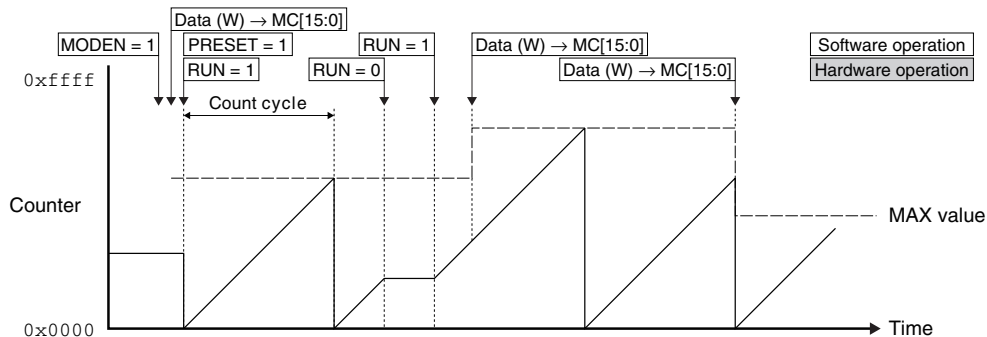 Data (W) → MC[15:0]
MODEN = 1
PRESET = 1
RUN = 1
Data (W) → MC[15:0]
Software operation
RUN = 1
RUN = 0
Data (W) → MC[15:0]
Hardware operation
0xffff
Count cycle
Counter
MAX value
0x0000
Time